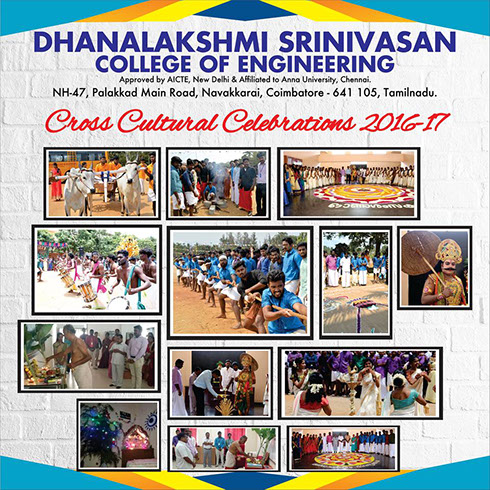 DHANALAKSHMI SRINIVASAN
COLLEGE OF ENGINEERING
Approved by AICTE, New Delhi & Affiliated to Anna University, Chennai.
NH-47, Palakkad Main Road, Navakkarai, Coimbatore - 641 105, Tamilnadu.
Cross Cultural Celebrations 2016-17